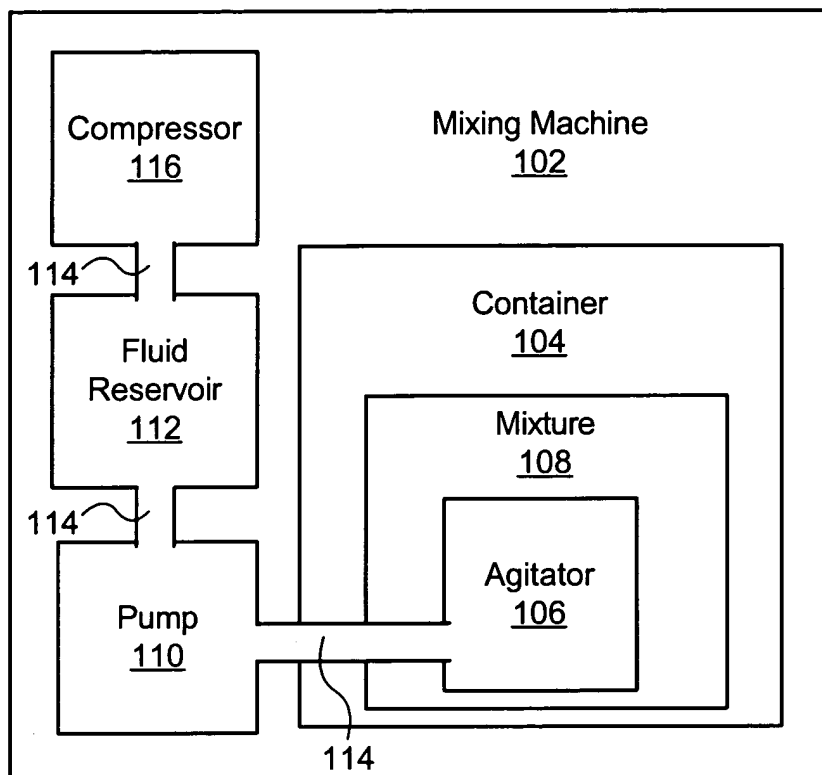 Compressor
116
Mixing Machine
102
114
Container
104
Fluid
Reservoir
112
Mixture
108
114
Agitator
106
Pump
110
114